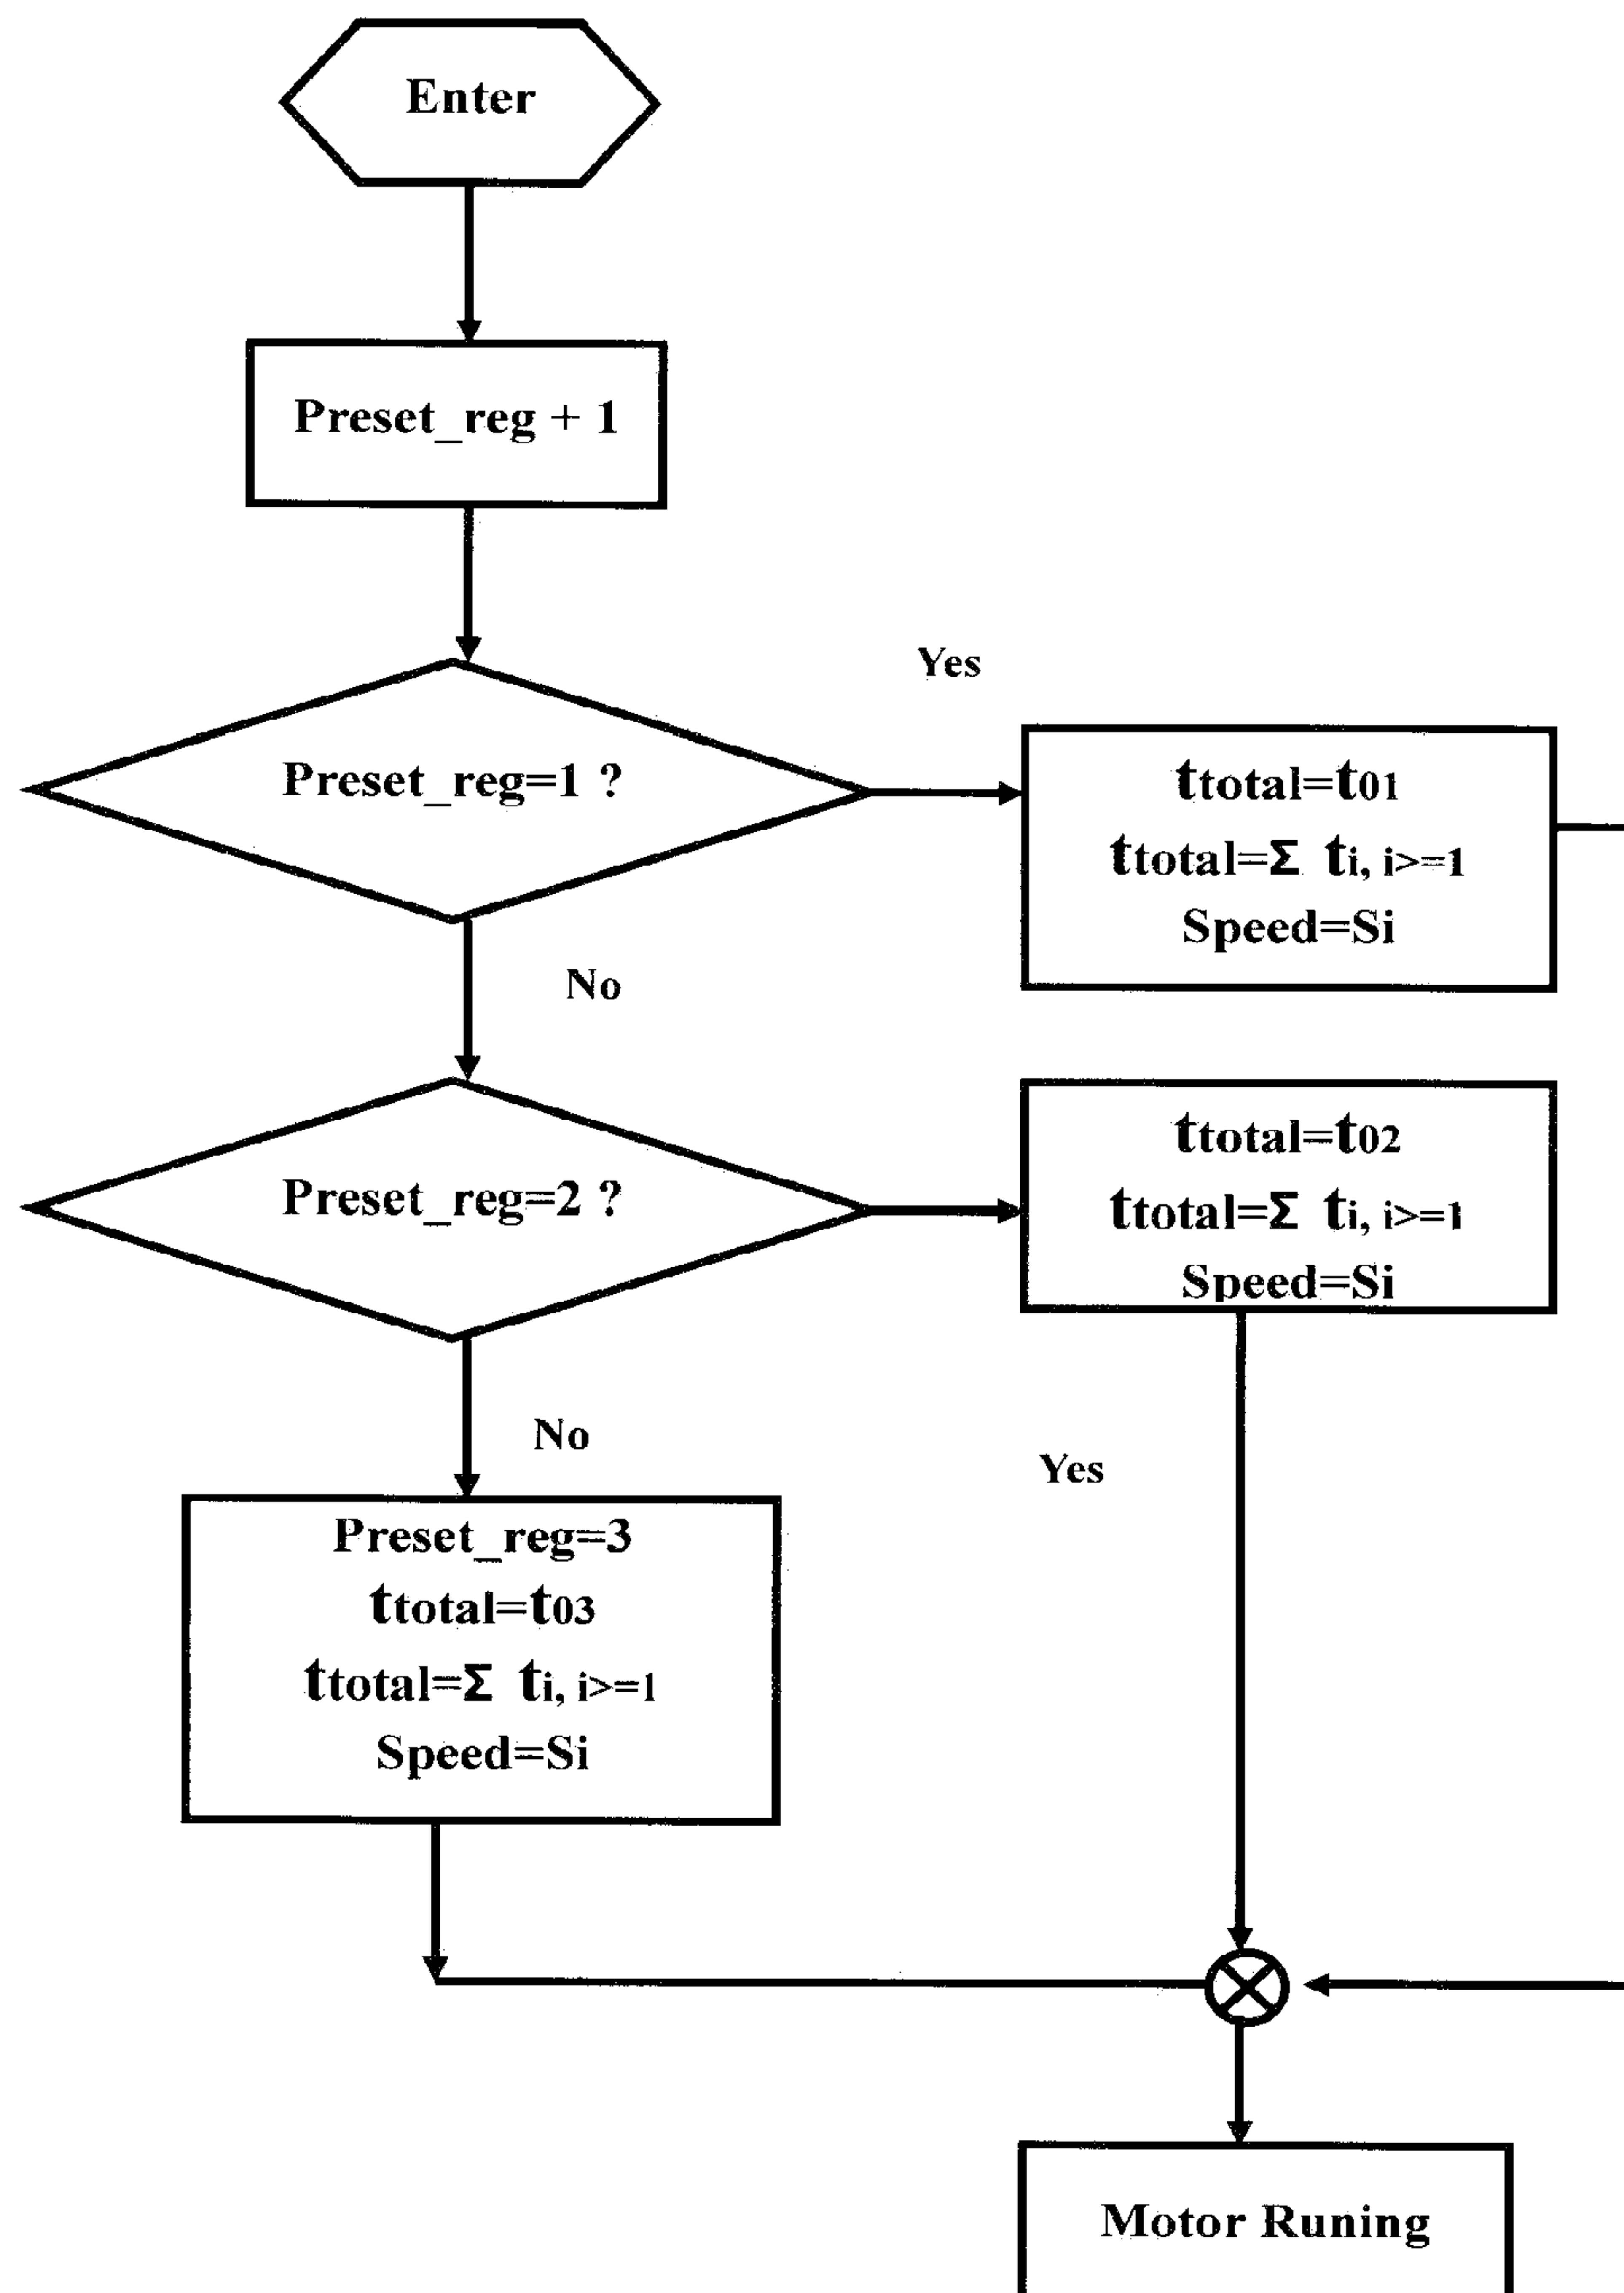 Enter
Preset_reg + 1
Preset_reg=1 ?
Yes
ttotal=t01
ttotal=Σ ti, i>=1
Speed=Si
No
Preset_reg=2 ?
ttotal=t02
ttotal=Σ ti, i>=1
Speed=Si
No
Yes
Preset_reg=3
ttotal=t03
ttotal=Σ ti, i>=1
Speed=Si
Motor Runing